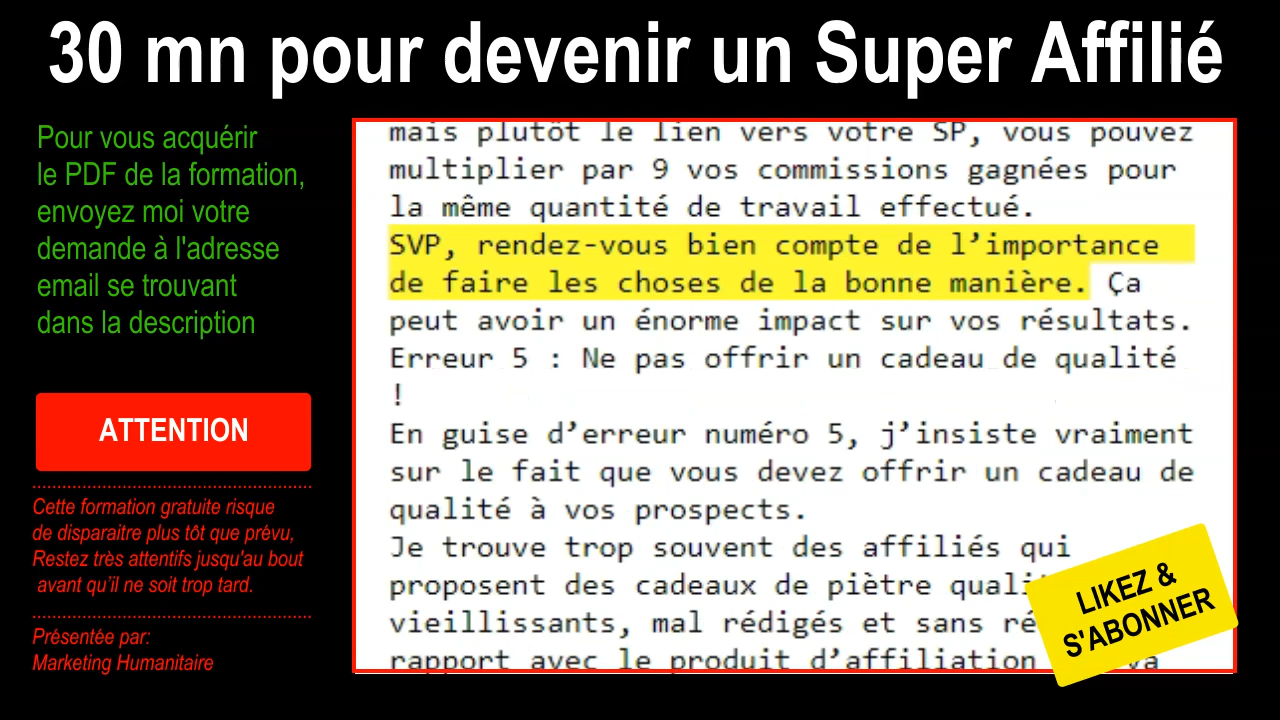 30 mn pour devenir un Super Affilié
Pour vous acquérir
le PDF de la formation,
envoyez moi votre
demande à l'adresse
email se trouvant
dans la description
ATTENTION
Cette formation gratuite risque
de disparaitre plus tôt que prévu,
Restez très attentifs jusqu'au bout
avant qu'il ne soit trop tard.
Présentée par:
Marketing Humanitaire
mais plutôt le lien vers votre SP, vous pouvez
multiplier par 9 vos commissions gagnées pour
la même quantité de travail effectué.
SVP, rendez-vous bien compte de l’importance
de faire les choses de la bonne manière. Ça
peut avoir un énorme impact sur vos résultats.
Erreur 5 : Ne pas offrir un cadeau de qualité
!
En guise d’erreur numéro 5, j’insiste vraiment
sur le fait que vous devez offrir un cadeau de
qualité à vos prospects.
Je trouve trop souvent des affiliés qui
proposent des cadeaux de piètre
vieillissants, mal rédigés et sans
rapport avec le produit d’affiliation
LIKEZ &
S'ABONNER